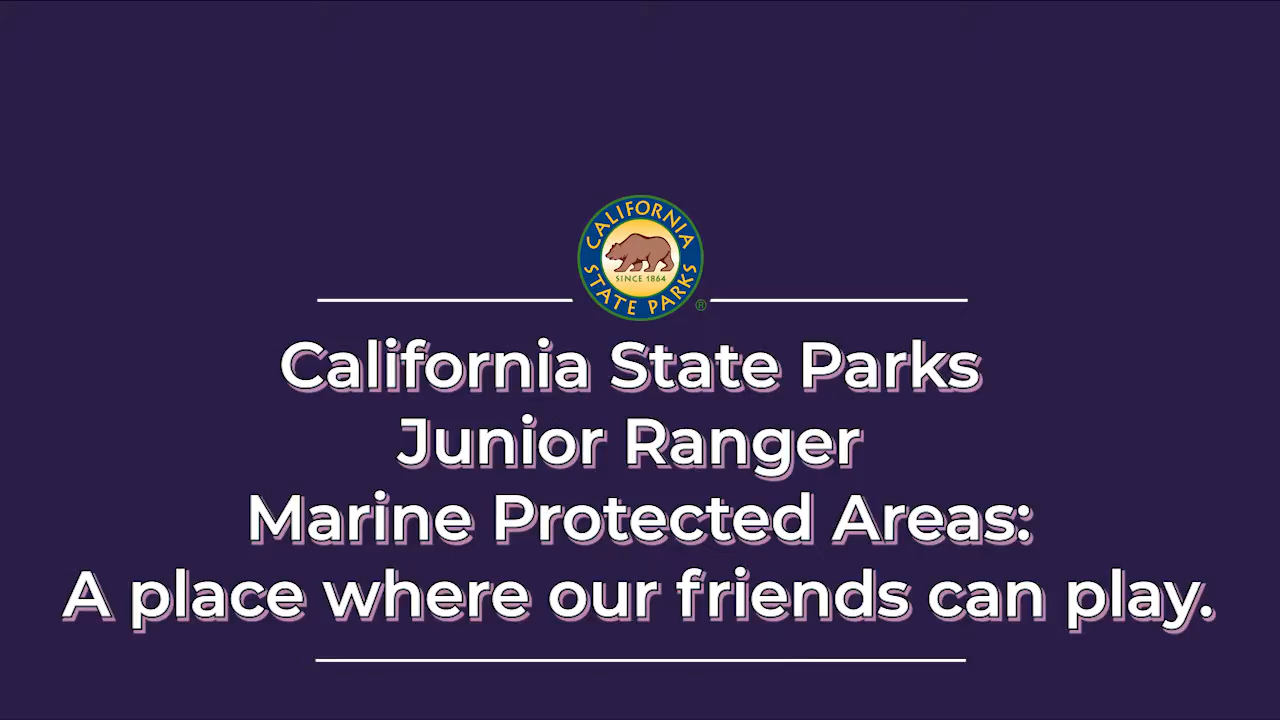 CALIFORNIA
SINCE 1864
STATE PARKS
®
California State Parks
Junior Ranger
Marine Protected Areas:
A place where our friends can play.